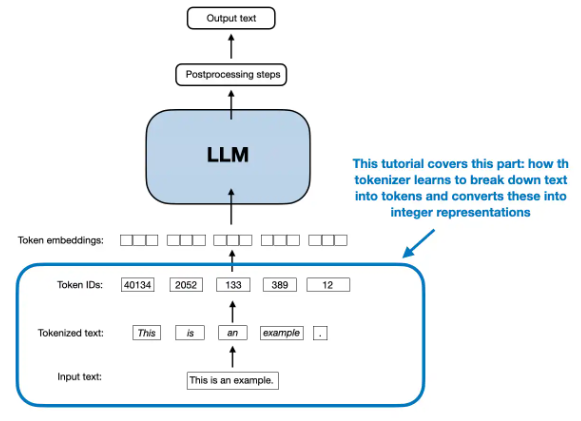 Output text
Postprocessing steps
LLM
This tutorial covers this part: how th
tokenizer learns to break down text
into tokens and converts these into
integer representations
Token embeddings:
Token IDs: 40134 2052 133 389 12
Tokenized text: This is an example .
Input text: This is an example.